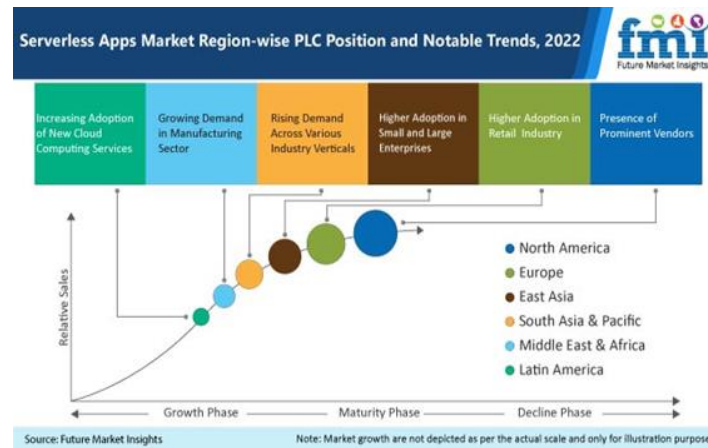 Serverless Apps Market Region-wise PLC Position and Notable Trends, 2022
fmi
Future Market Insights
Increasing Adoption
of New Cloud
Computing Services
Growing Demand
in Manufacturing
Sector
Rising Demand
Across Various
Industry Verticals
Higher Adoption in
Small and Large
Enterprises
Higher Adoption in
Retail Industry
Presence of
Prominent Vendors
Relative Sales
North America
Europe
East Asia
South Asia & Pacific
Middle East & Africa
Latin America
Growth Phase
Maturity Phase
Decline Phase
Source: Future Market Insights
Note: Market growth are not depicted as per the actual scale and only for illustration purpose